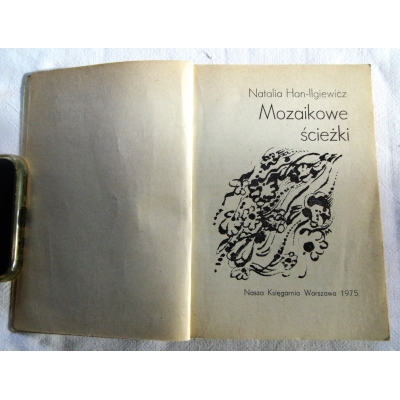 Natalia Han-Ilgiewicz
Mozaikowe
ścieżki
Nasza Księgarnia Warszawa 1975